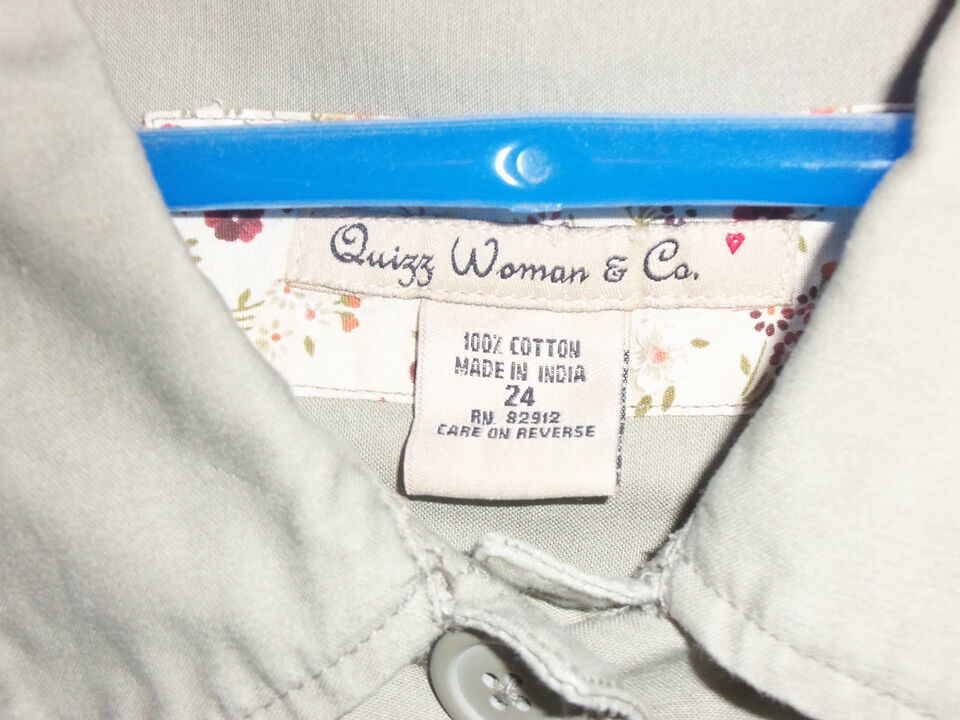 Quizz Woman & Co.
100% COTTON
MADE IN INDIA
24
RN. 82912
CARE ON REVERSE